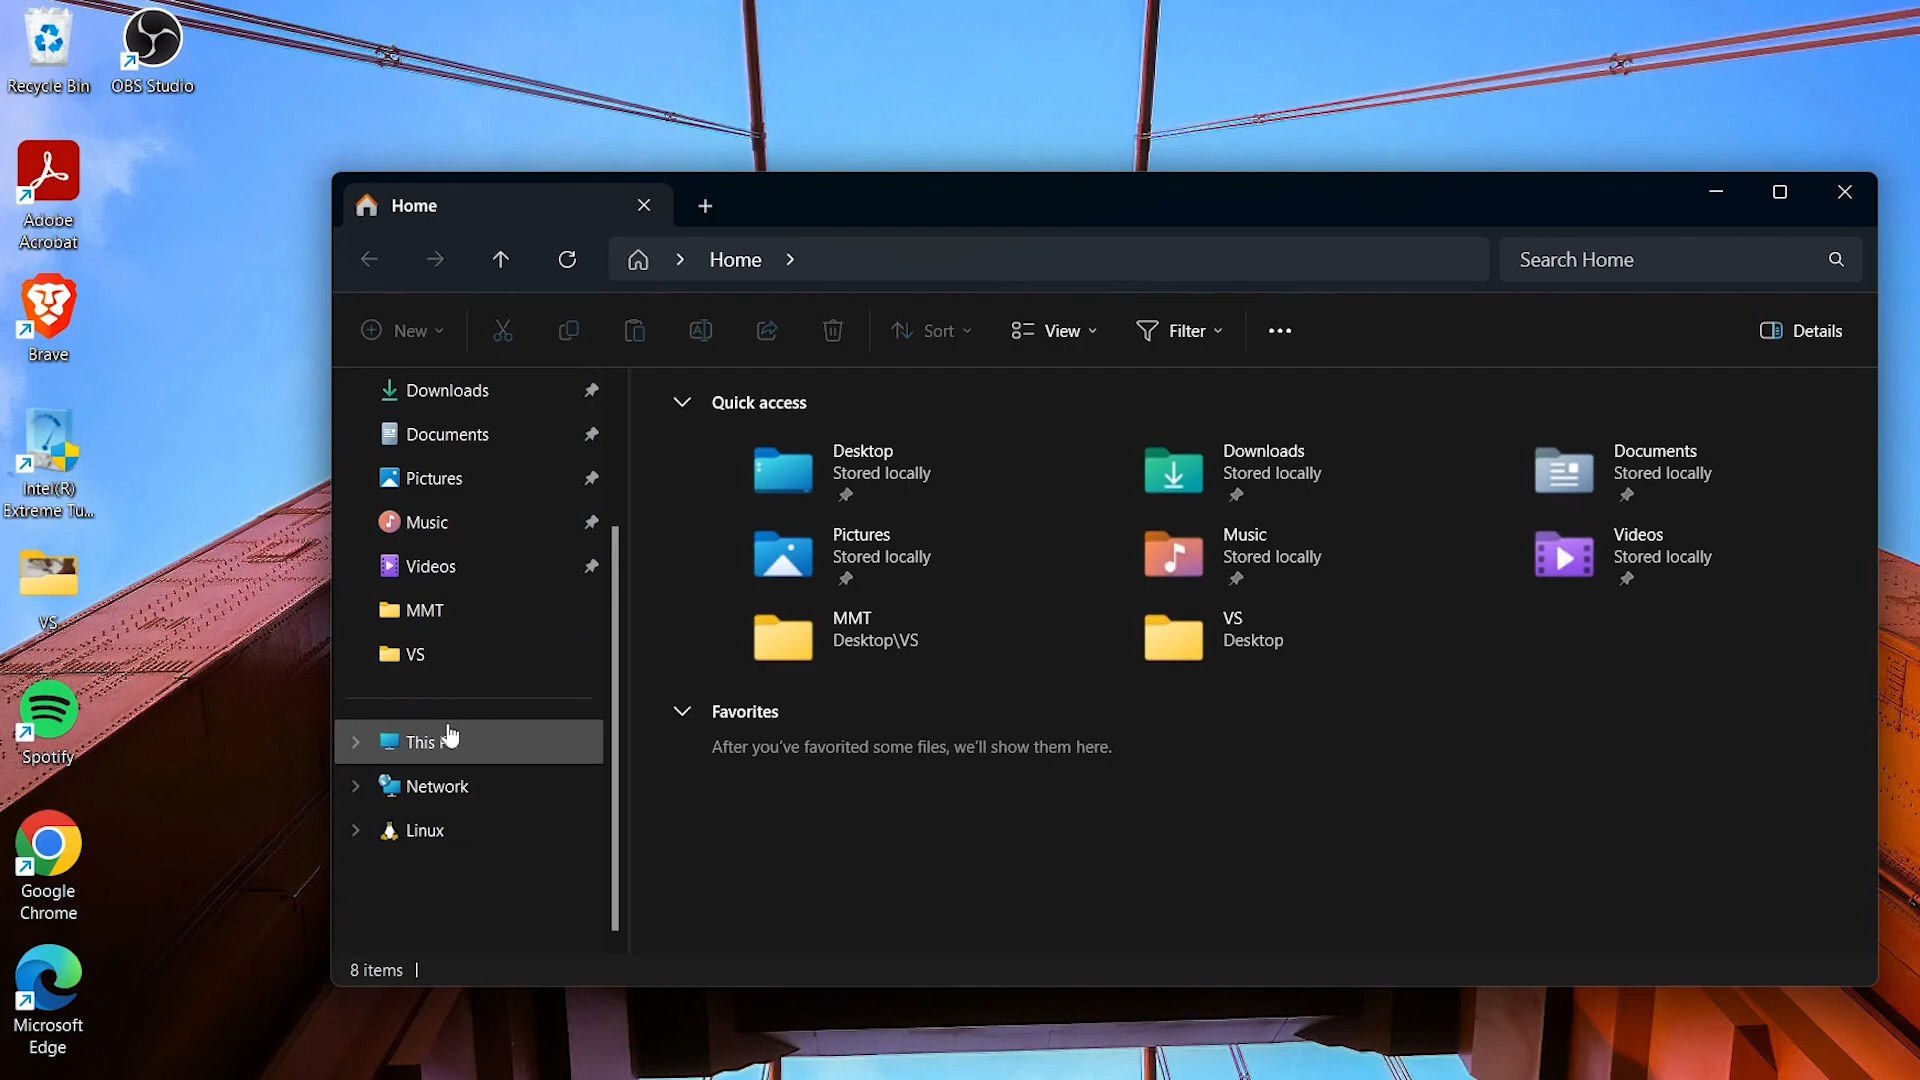 Recycle Bin
OBS Studio
Adobe
Acrobat
Brave
Intel(R)
Extreme Tu...
VS
Spotify
Google
Chrome
Microsoft
Edge
Home
Home
Search Home
New
Sort
View
Filter
Details
Downloads
Documents
Pictures
Music
Videos
MMT
VS
This
Network
Linux
Quick access
Desktop
Stored locally
Downloads
Stored locally
Documents
Stored locally
Pictures
Stored locally
Music
Stored locally
Videos
Stored locally
MMT
Desktop\VS
VS
Desktop
Favorites
After you've favorited some files, we'll show them here.
8 items